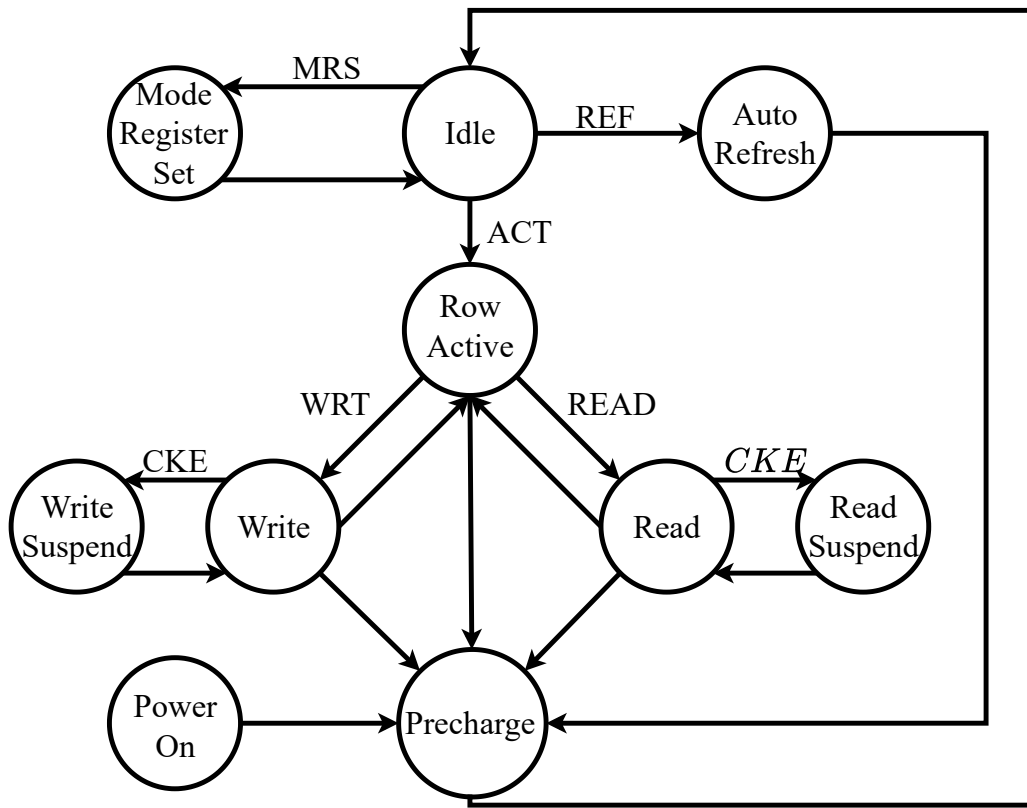 MRS
Mode
Register
Set
Idle
REF
Auto
Refresh
ACT
Row
Active
WRT
READ
CKE
CKE
Write
Suspend
Write
Read
Read
Suspend
Power
On
Precharge